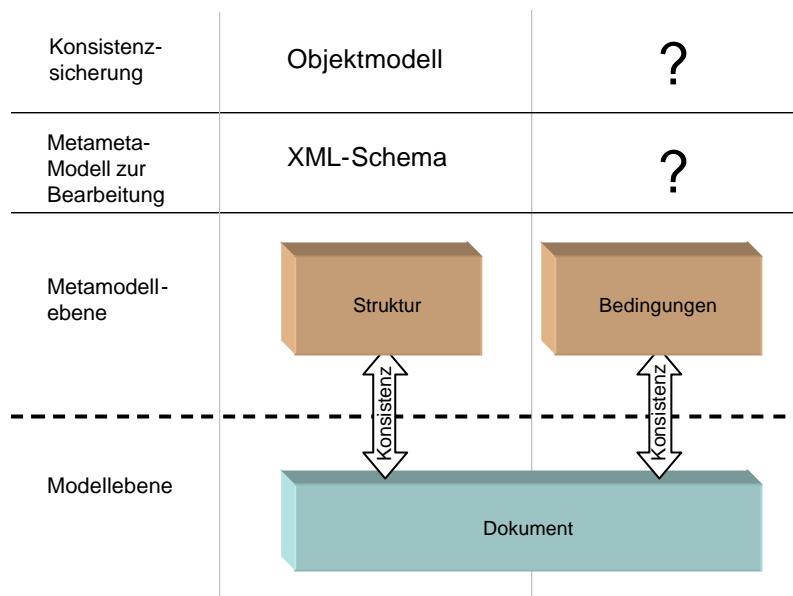 Konsistenz-
sicherung
Objektmodell
?
Metameta-
Modell zur
Bearbeitung
XML-Schema
?
Metamodell-
ebene
Struktur
Bedingungen
Konsistenz
Konsistenz
Modellebene
Dokument